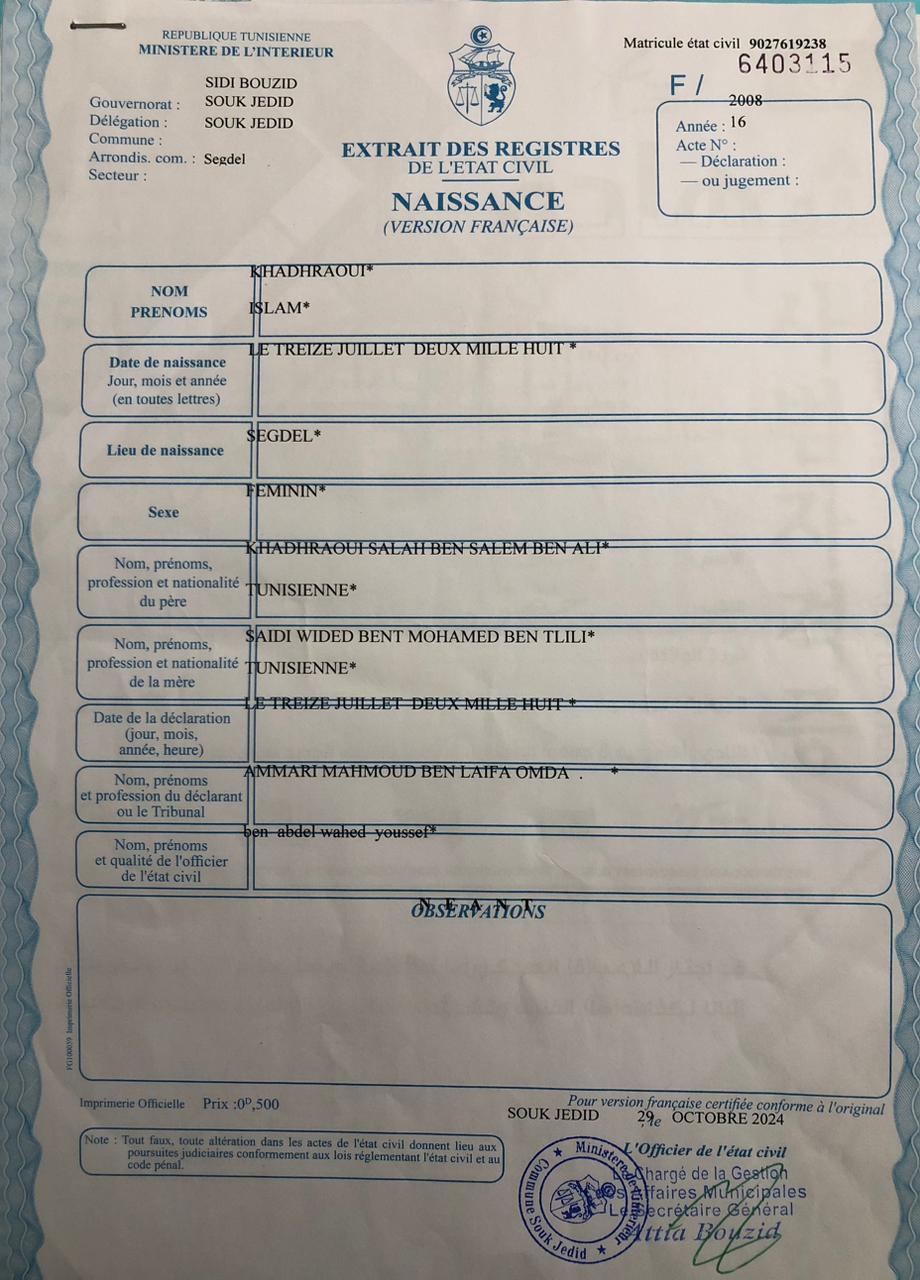 REPUBLIQUE TUNISIENNE
MINISTERE DE L'INTERIEUR
Matricule état civil 9027619238
6403115
F /
SIDI BOUZID
Gouvernorat : SOUK JEDID
Délégation : SOUK JEDID
Commune :
Arrondis. com. : Segdel
Secteur :
2008
Année : 16
Acte N° :
— Déclaration :
— ou jugement :
EXTRAIT DES REGISTRES
DE L'ETAT CIVIL
NAISSANCE
(VERSION FRANÇAISE)
NOM
PRENOMS
KHADHRAOUI*
ISLAM*
Date de naissance
Jour, mois et année
(en toutes lettres)
LE TREIZE JUILLET DEUX MILLE HUIT *
Lieu de naissance
SEGDEL*
Sexe
FEMININ*
Nom, prénoms,
profession et nationalité
du père
KHADHRAOUI SALAH BEN SALEM BEN ALI*
TUNISIENNE*
Nom, prénoms,
profession et nationalité
de la mère
SAIDI WIDED BENT MOHAMED BEN TLILI*
TUNISIENNE*
Date de la déclaration
(jour, mois,
année, heure)
LE TREIZE JUILLET DEUX MILLE HUIT *
Nom, prénoms
et profession du déclarant
ou le Tribunal
AMMARI MAHMOUD BEN LAIFA OMDA . *
Nom, prénoms
et qualité de l'officier
de l'état civil
ben abdel wahed youssef*
N E A N T
OBSERVATIONS
FG100039 Imprimerie Officielle
Imprimerie Officielle Prix :0ᴰ,500
Pour version française certifiée conforme à l'original
SOUK JEDID 29 le OCTOBRE 2024
Note : Tout faux, toute altération dans les actes de l'état civil donnent lieu aux
poursuites judiciaires conformement aux lois réglementant l'état civil et au
code pénal.
L'Officier de l'état civil
Chargé de la Gestion
Affaires Municipales
Le Secrétaire Général
Attia Bouzid
Ministere de l'interieur
Commune Souk Jedid